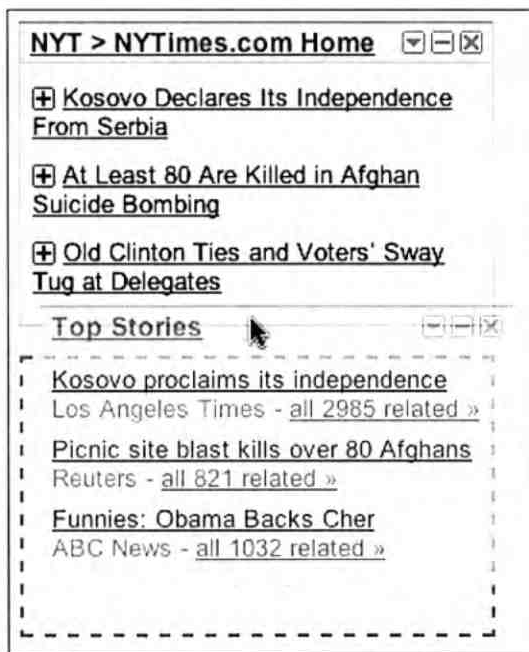 NYT > NYTimes.com Home
Kosovo Declares Its Independence
From Serbia
At Least 80 Are Killed in Afghan
Suicide Bombing
Old Clinton Ties and Voters' Sway
Tug at Delegates
Top Stories
Kosovo proclaims its independence
Los Angeles Times - all 2985 related »
Picnic site blast kills over 80 Afghans
Reuters - all 821 related »
Funnies: Obama Backs Cher
ABC News - all 1032 related »